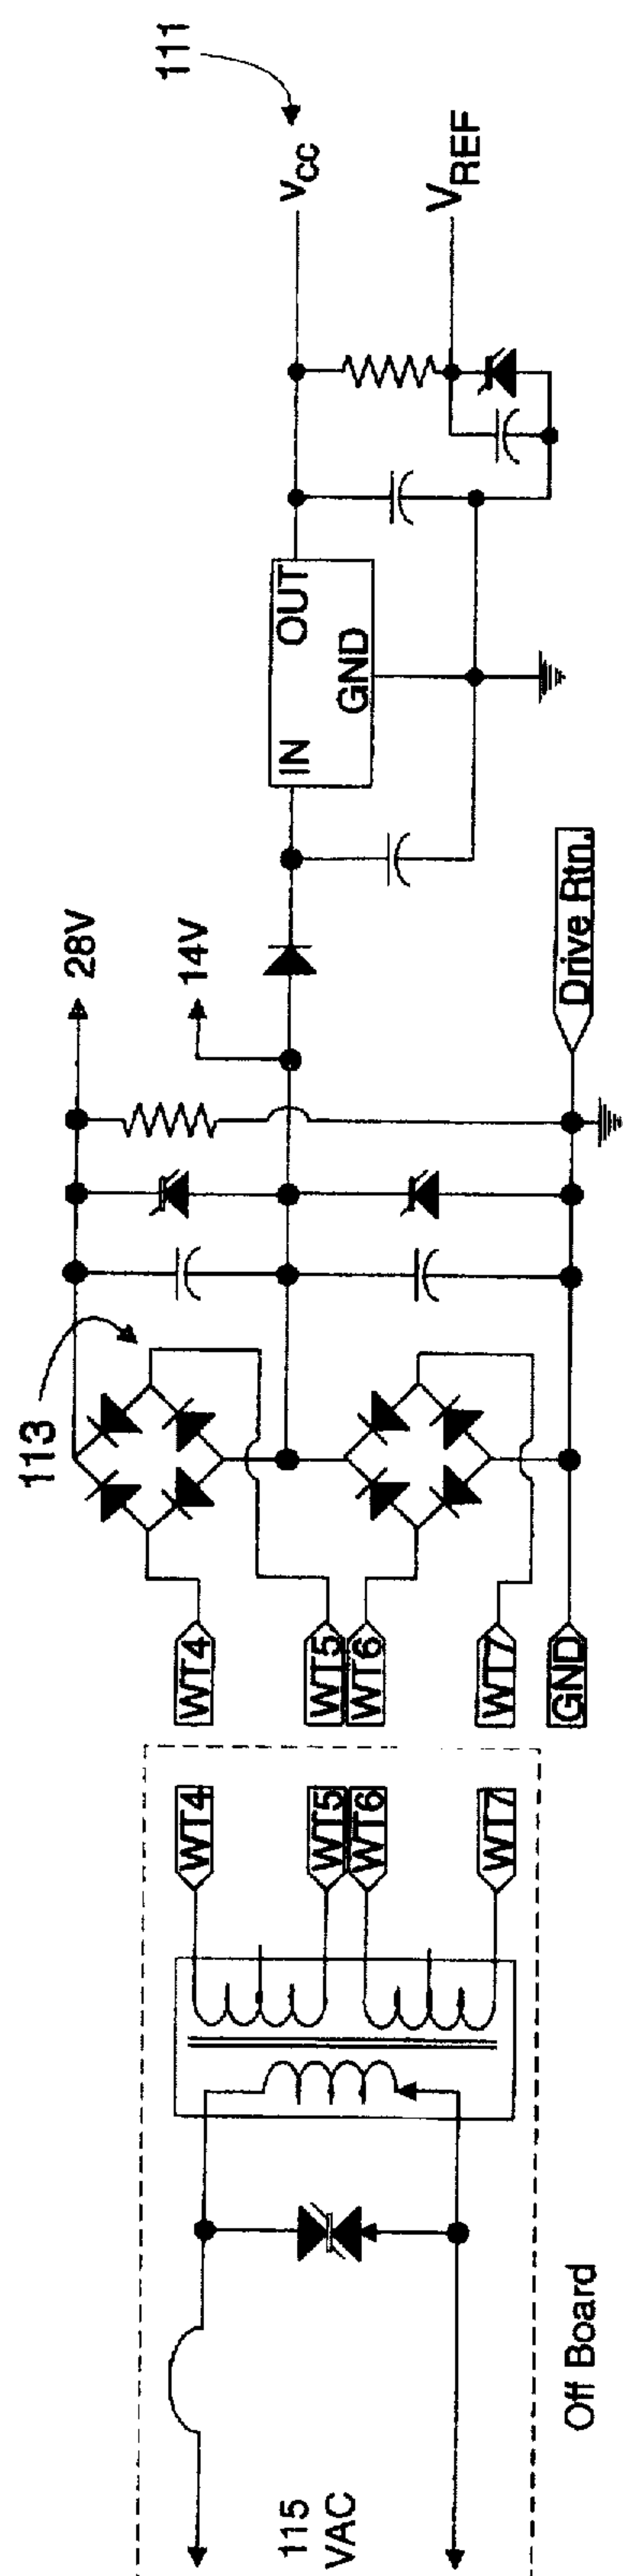 115
VAC
Off Board
WT4
WT5
WT6
WT7
WT4
WT5
WT6
WT7
GND
113
28V
14V
Drive Rtn.
IN
GND
OUT
VCC
VREF
111